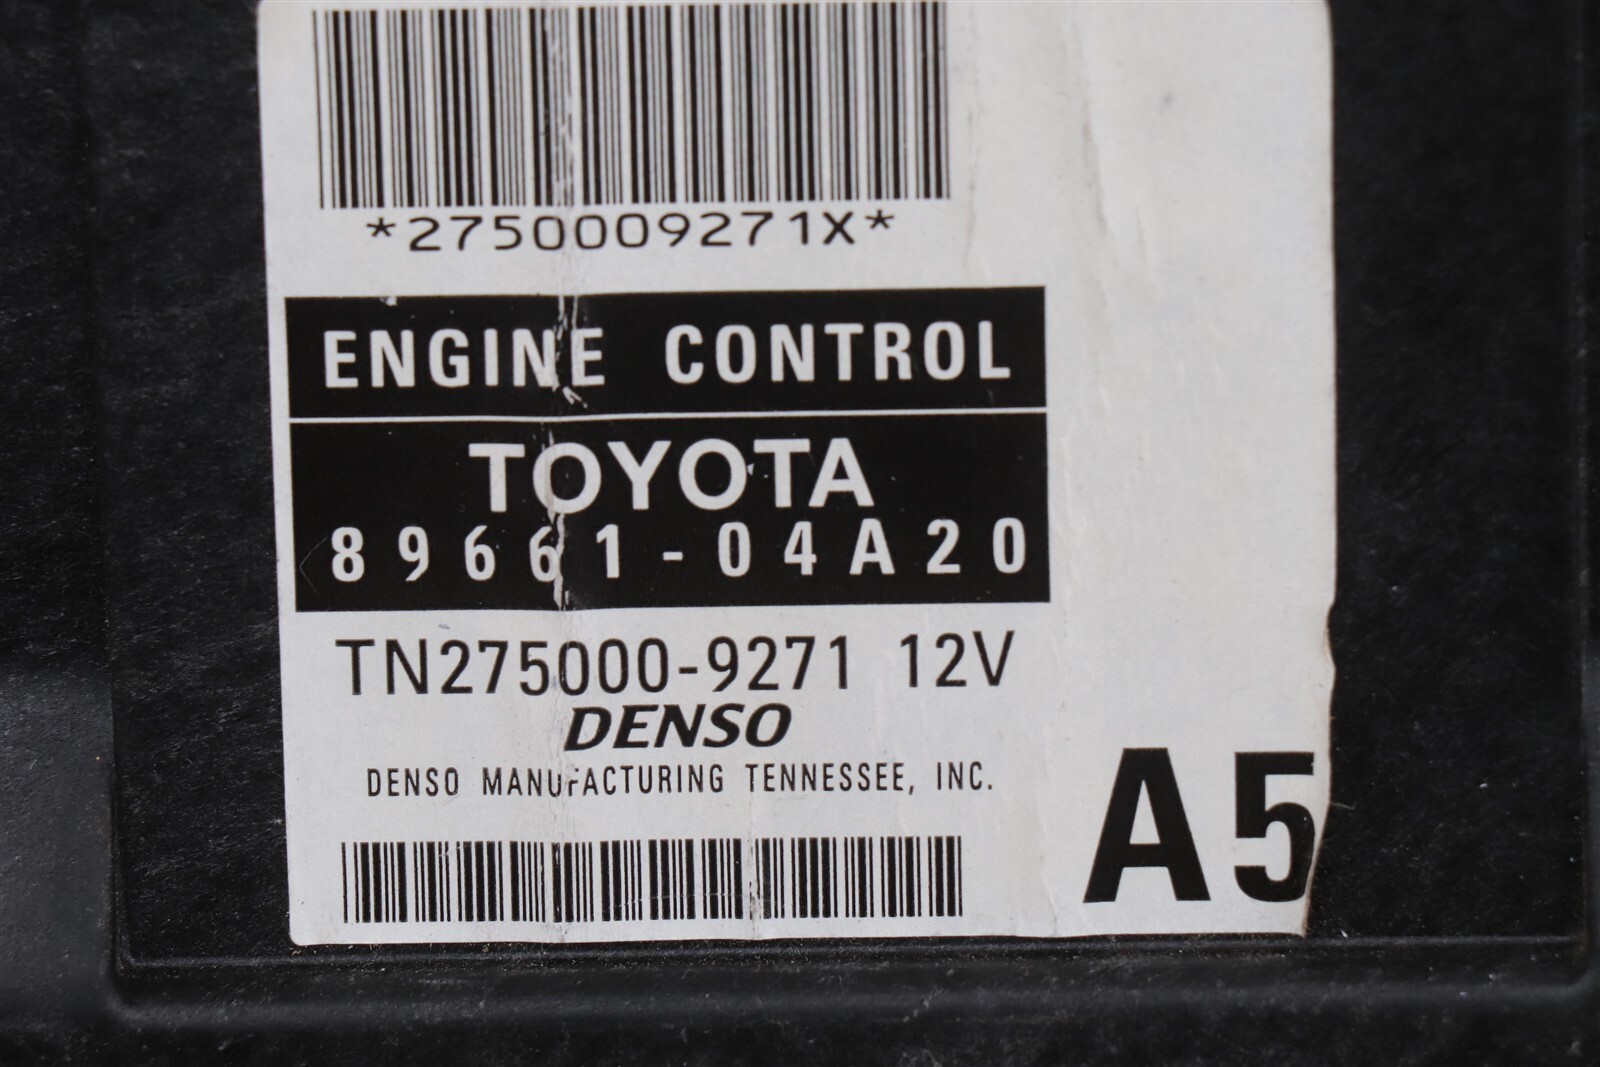 *2750009271X*
ENGINE CONTROL
TOYOTA
89661-04A20
TN275000-9271 12V
DENSO
DENSO MANUFACTURING TENNESSEE, INC.
A5